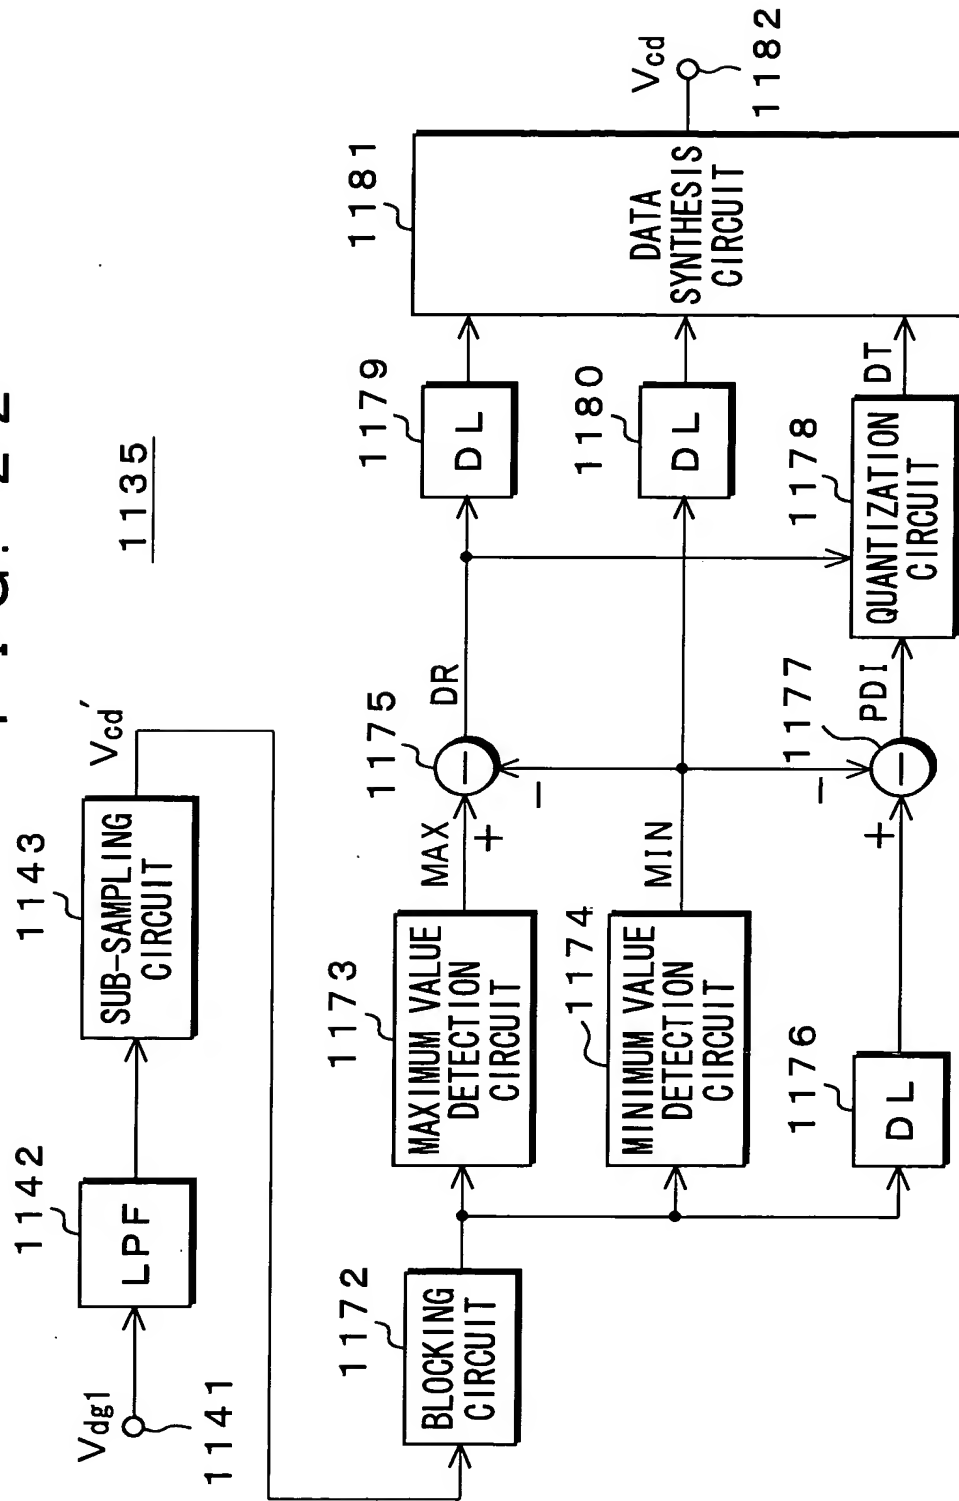 1135
Vdg1
1141
1142
LPF
1143
SUB-SAMPLING
CIRCUIT
Vcd'
1172
BLOCKING
CIRCUIT
1173
MAXIMUM VALUE
DETECTION
CIRCUIT
MAX
+
1175
−
−
DR
1179
DL
1181
DATA
SYNTHESIS
CIRCUIT
Vcd
1182
1174
MINIMUM VALUE
DETECTION
CIRCUIT
MIN
1180
DL
1176
DL
+
−
1177
−
PDI
1178
QUANTIZATION
CIRCUIT
DT